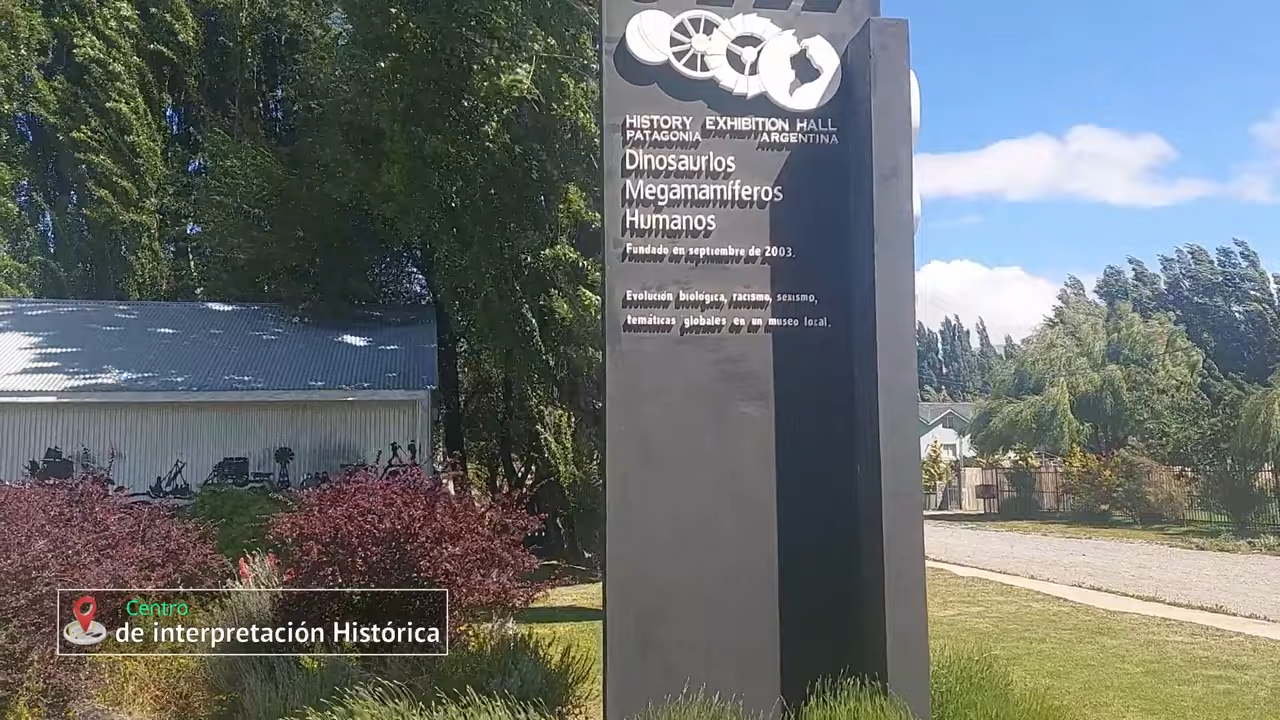 HISTORY EXHIBITION HALL
PATAGONIA ARGENTINA
Dinosaurios
Megamamíferos
Humanos
Fundado en septiembre de 2003.
Evolución biológica, racismo, sexismo,
temáticas globales en un museo local.
Centro
de interpretación Histórica